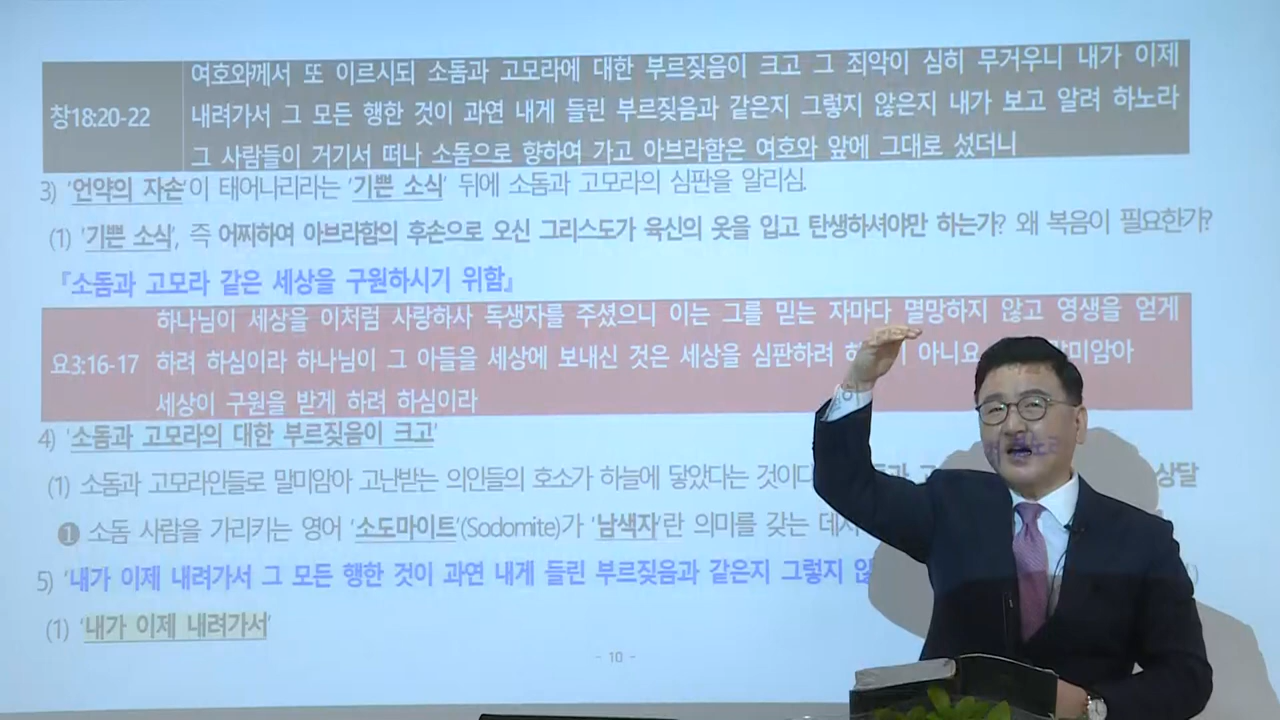 창18:20-22
여호와께서 또 이르시되 소돔과 고모라에 대한 부르짖음이 크고 그 죄악이 심히 무거우니 내가 이제
내려가서 그 모든 행한 것이 과연 내게 들린 부르짖음과 같은지 그렇지 않은지 내가 보고 알려 하노라
그 사람들이 거기서 떠나 소돔으로 향하여 가고 아브라함은 여호와 앞에 그대로 섰더니
3) '언약의 자손'이 태어나리라는 '기쁜 소식' 뒤에 소돔과 고모라의 심판을 알리심.
(1) '기쁜 소식', 즉 어찌하여 아브라함의 후손으로 오신 그리스도가 육신의 옷을 입고 탄생하셔야만 하는가? 왜 복음이 필요한가?
『소돔과 고모라 같은 세상을 구원하시기 위함』
요3:16-17
하나님이 세상을 이처럼 사랑하사 독생자를 주셨으니 이는 그를 믿는 자마다 멸망하지 않고 영생을 얻게
하려 하심이라 하나님이 그 아들을 세상에 보내신 것은 세상을 심판하려 아니요
세상이 구원을 받게 하려 하심이라
4) '소돔과 고모라의 대한 부르짖음이 크고'
(1) 소돔과 고모라인들로 말미암아 고난받는 의인들의 호소가 하늘에 닿았다는 상달
❶ 소돔 사람을 가리키는 영어 '소도마이트'(Sodomite)가 '남색자'란 의미를 갖는
5) '내가 이제 내려가서 그 모든 행한 것이 과연 내게 들린 부르짖음과 같은지 그렇지
(1) '내가 이제 내려가서'
- 10 -